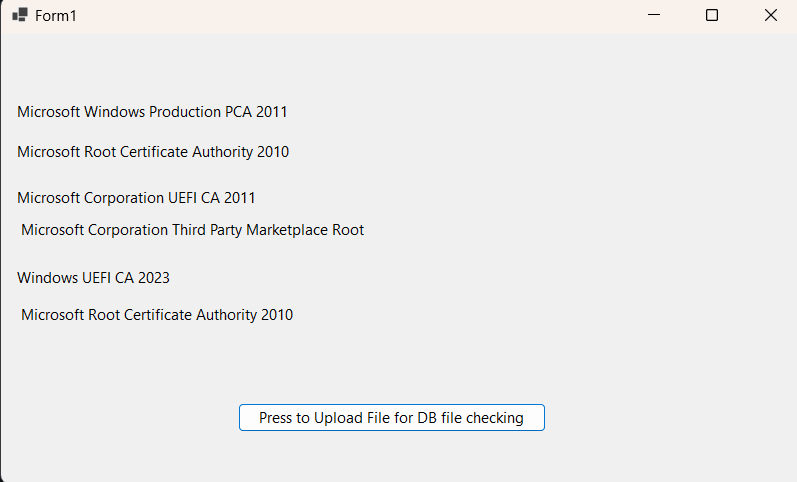 Form1
Microsoft Windows Production PCA 2011
Microsoft Root Certificate Authority 2010
Microsoft Corporation UEFI CA 2011
Microsoft Corporation Third Party Marketplace Root
Windows UEFI CA 2023
Microsoft Root Certificate Authority 2010
Press to Upload File for DB file checking